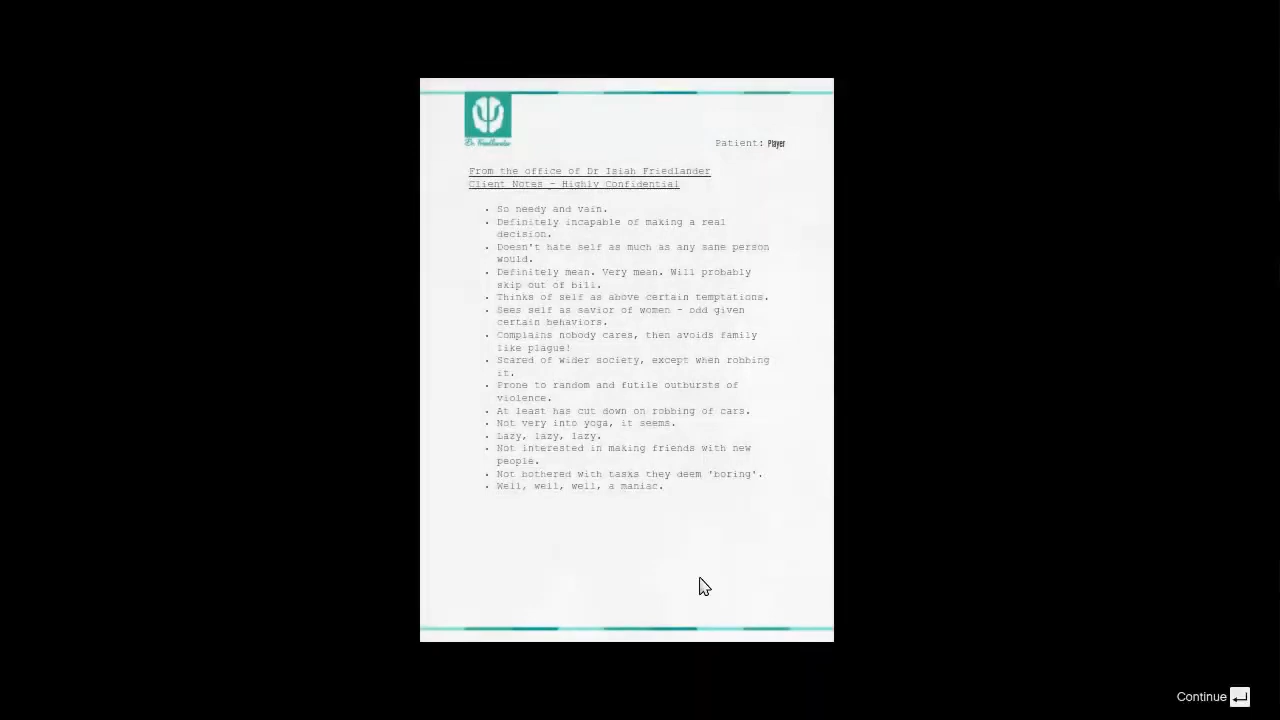 Dr. Friedlander
Patient: Player
From the office of Dr Isiah Friedlander
Client Notes - Highly Confidential
• So needy and vain.
• Definitely incapable of making a real
decision.
• Doesn't hate self as much as any sane person
would.
• Definitely mean. Very mean. Will probably
skip out of bill.
• Thinks of self as above certain temptations.
• Sees self as savior of women - odd given
certain behaviors.
• Complains nobody cares, then avoids family
like plague!
• Scared of wider society, except when robbing
it.
• Prone to random and futile outbursts of
violence.
• At least has cut down on robbing of cars.
• Not very into yoga, it seems.
• Lazy, lazy, lazy.
• Not interested in making friends with new
people.
• Not bothered with tasks they deem 'boring'.
• Well, well, well, a maniac.
Continue